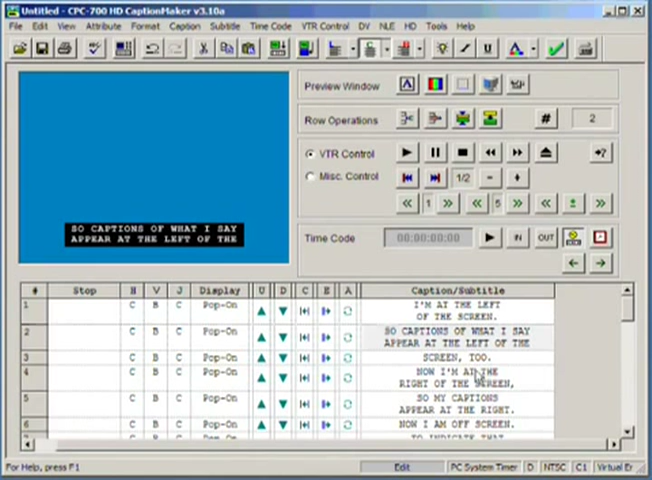 Untitled - CPC-700 HD CaptionMaker v3.10a
File Edit View Attribute Format Caption Subtitle Time Code VTR Control DV NLE HD Tools Help
Preview Window
Row Operations
# 2
VTR Control
Misc. Control
1/2 - +
1 5
Time Code 00:00:00:00 IN OUT
SO CAPTIONS OF WHAT I SAY
APPEAR AT THE LEFT OF THE
# Stop H V J Display U D C E A Caption/Subtitle
1 C B C Pop-On I'M AT THE LEFT
OF THE SCREEN.
2 C B C Pop-On SO CAPTIONS OF WHAT I SAY
APPEAR AT THE LEFT OF THE
3 C B C Pop-On SCREEN, TOO.
4 C B C Pop-On NOW I'M AT THE
RIGHT OF THE SCREEN,
5 C B C Pop-On SO MY CAPTIONS
APPEAR AT THE RIGHT.
6 C B C Pop-On NOW I AM OFF SCREEN.
TO INDICATE THAT
For Help, press F1 Edit PC System Timer D NTSC C1 Virtual Er